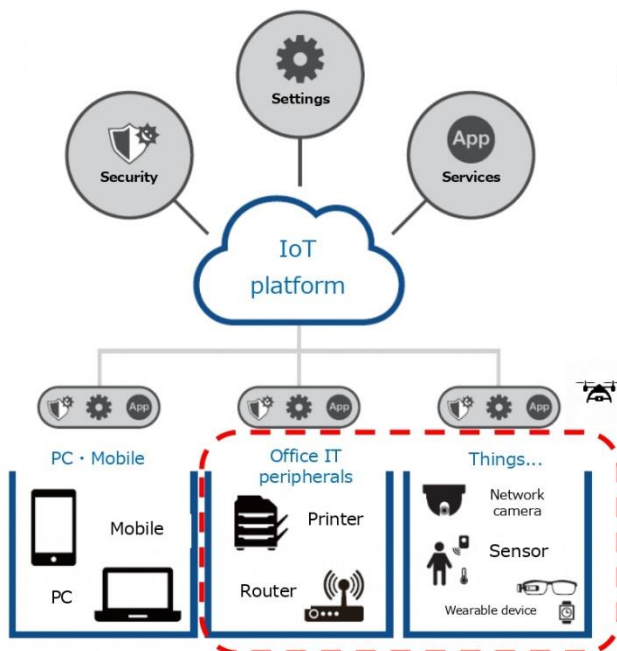 Settings
Security
App
Services
IoT
platform
App
App
App
PC・Mobile
Mobile
PC
Office IT
peripherals
Printer
Router
Things...
Network
camera
Sensor
Wearable device